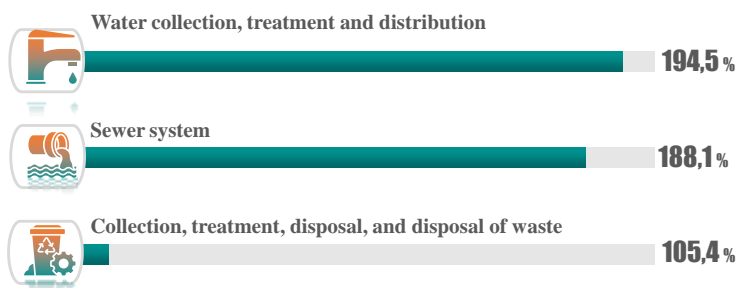 Water collection, treatment and distribution
194,5 %
Sewer system
188,1 %
Collection, treatment, disposal, and disposal of waste
105,4 %